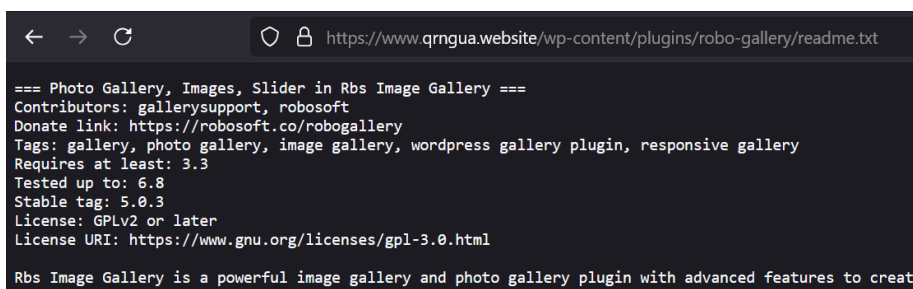 https://www.qrngua.website/wp-content/plugins/robo-gallery/readme.txt
=== Photo Gallery, Images, Slider in Rbs Image Gallery ===
Contributors: gallerysupport, robosoft
Donate link: https://robosoft.co/robogallery
Tags: gallery, photo gallery, image gallery, wordpress gallery plugin, responsive gallery
Requires at least: 3.3
Tested up to: 6.8
Stable tag: 5.0.3
License: GPLv2 or later
License URI: https://www.gnu.org/licenses/gpl-3.0.html
Rbs Image Gallery is a powerful image gallery and photo gallery plugin with advanced features to creat